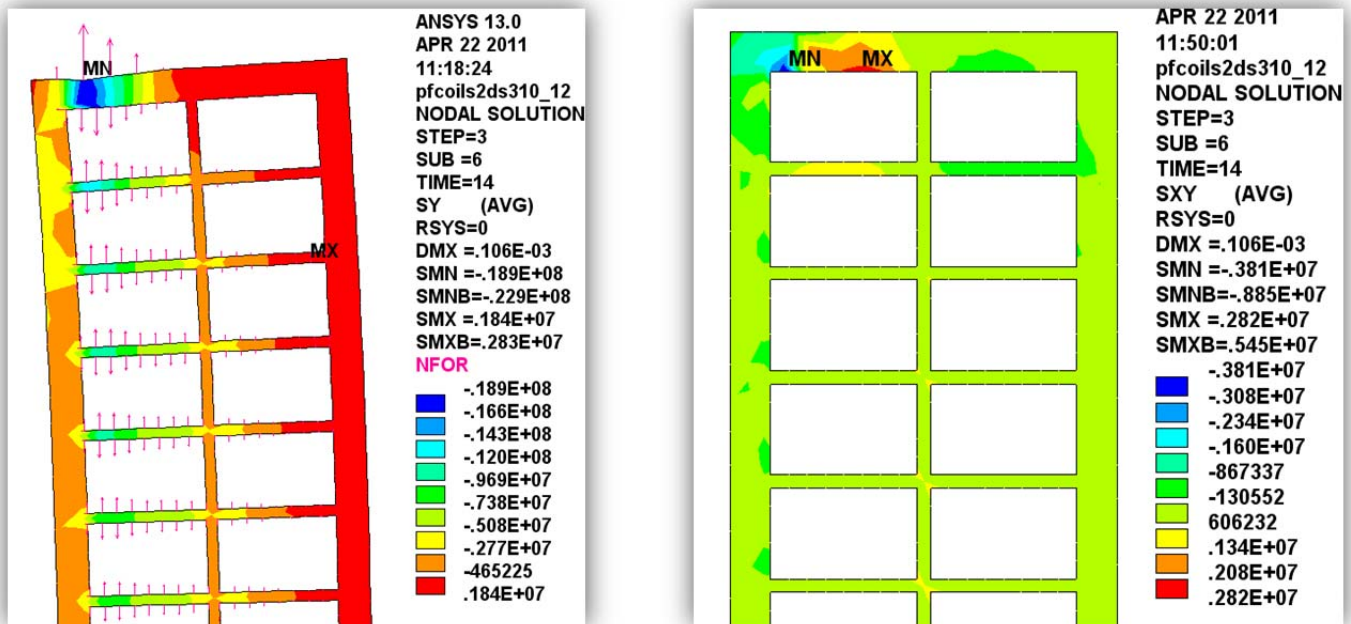 ANSYS 13.0
APR 22 2011
11:18:24
pfcoils2ds310_12
NODAL SOLUTION
STEP=3
SUB =6
TIME=14
SY (AVG)
RSYS=0
DMX =.106E-03
SMN =-.189E+08
SMNB=-.229E+08
SMX =.184E+07
SMXB=.283E+07
NFOR
-.189E+08
-.166E+08
-.143E+08
-.120E+08
-.969E+07
-.738E+07
-.508E+07
-.277E+07
-465225
.184E+07
MN
MX
APR 22 2011
11:50:01
pfcoils2ds310_12
NODAL SOLUTION
STEP=3
SUB =6
TIME=14
SXY (AVG)
RSYS=0
DMX =.106E-03
SMN =-.381E+07
SMNB=-.885E+07
SMX =.282E+07
SMXB=.545E+07
-.381E+07
-.308E+07
-.234E+07
-.160E+07
-867337
-130552
606232
.134E+07
.208E+07
.282E+07
MN MX